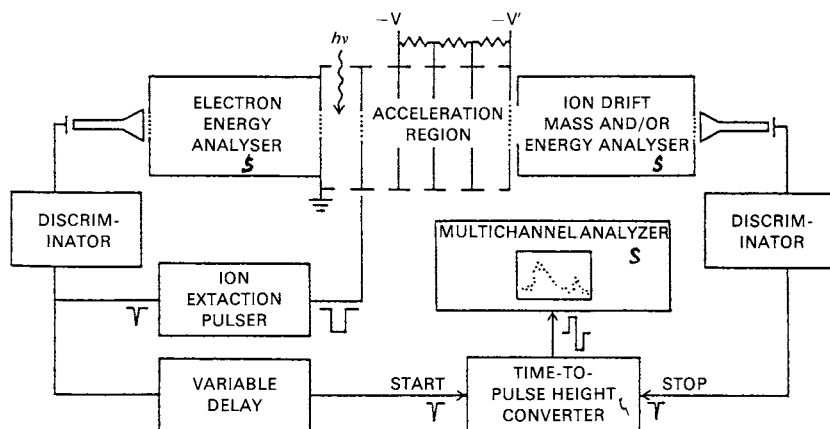 −V
−V'
hν
ELECTRON
ENERGY
ANALYSER
S
ACCELERATION
REGION
ION DRIFT
MASS AND/OR
ENERGY ANALYSER
S
DISCRIM-
INATOR
MULTICHANNEL ANALYZER
S
DISCRIM-
INATOR
ION
EXTACTION
PULSER
VARIABLE
DELAY
START
TIME-TO-
PULSE HEIGHT
CONVERTER
STOP